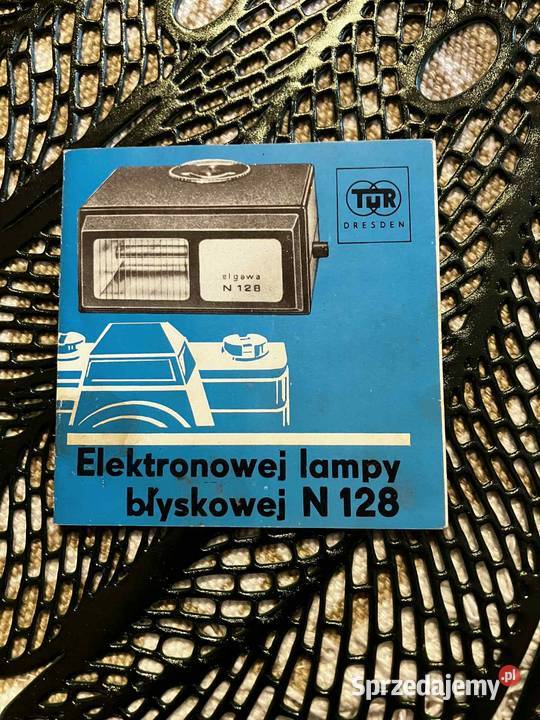 TuR
DRESDEN
elgawa
N 128
Elektronowej lampy
błyskowej N 128
Sprzedajemy.pl